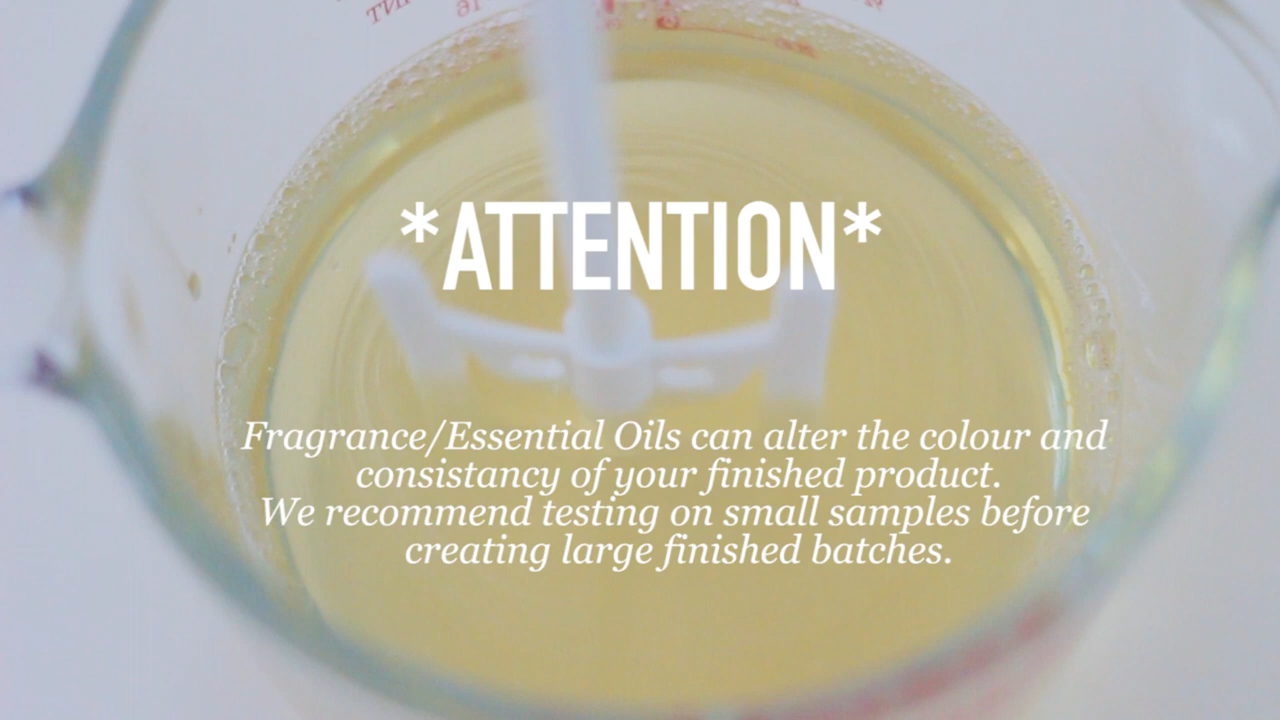 *ATTENTION*
Fragrance/Essential Oils can alter the colour and
consistancy of your finished product.
We recommend testing on small samples before
creating large finished batches.